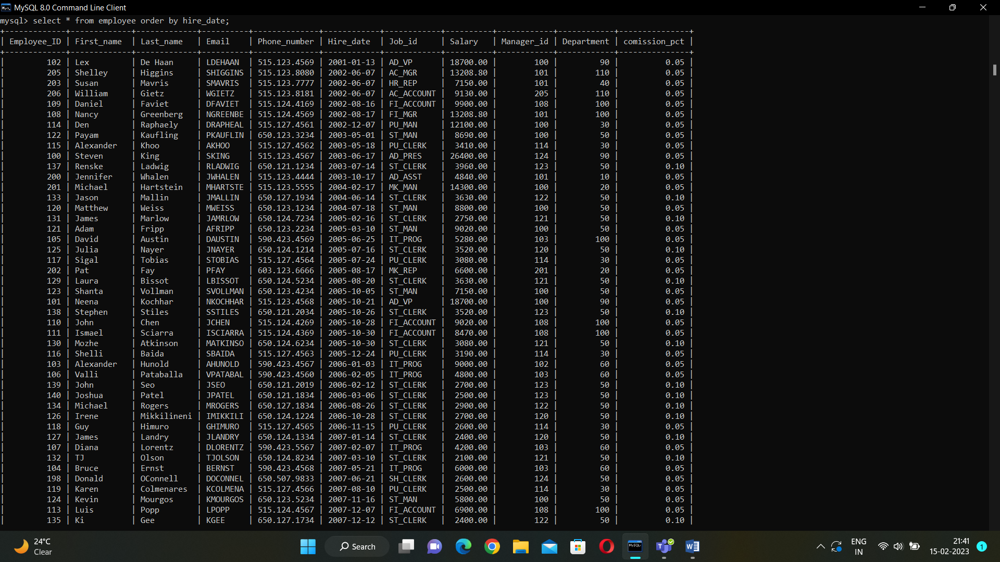 MySQL 8.0 Command Line Client
mysql> select * from employee order by hire_date;
+-------------+-------------+-------------+----------+--------------+------------+------------+----------+------------+------------+---------------+
| Employee_ID | First_name | Last_name | Email | Phone_number | Hire_date | Job_id | Salary | Manager_id | Department | comission_pct |
+-------------+-------------+-------------+----------+--------------+------------+------------+----------+------------+------------+---------------+
| 102 | Lex | De Haan | LDEHAAN | 515.123.4569 | 2001-01-13 | AD_VP | 18700.00 | 100 | 90 | 0.05 |
| 205 | Shelley | Higgins | SHIGGINS | 515.123.8080 | 2002-06-07 | AC_MGR | 13208.80 | 101 | 110 | 0.05 |
| 203 | Susan | Mavris | SMAVRIS | 515.123.7777 | 2002-06-07 | HR_REP | 7150.00 | 101 | 40 | 0.05 |
| 206 | William | Gietz | WGIETZ | 515.123.8181 | 2002-06-07 | AC_ACCOUNT | 9130.00 | 205 | 110 | 0.05 |
| 109 | Daniel | Faviet | DFAVIET | 515.124.4169 | 2002-08-16 | FI_ACCOUNT | 9900.00 | 108 | 100 | 0.05 |
| 108 | Nancy | Greenberg | NGREENBE | 515.124.4569 | 2002-08-17 | FI_MGR | 13208.80 | 101 | 100 | 0.05 |
| 114 | Den | Raphaely | DRAPHEAL | 515.127.4561 | 2002-12-07 | PU_MAN | 12100.00 | 100 | 30 | 0.05 |
| 122 | Payam | Kaufling | PKAUFLIN | 650.123.3234 | 2003-05-01 | ST_MAN | 8690.00 | 100 | 50 | 0.05 |
| 115 | Alexander | Khoo | AKHOO | 515.127.4562 | 2003-05-18 | PU_CLERK | 3410.00 | 114 | 30 | 0.05 |
| 100 | Steven | King | SKING | 515.123.4567 | 2003-06-17 | AD_PRES | 26400.00 | 124 | 90 | 0.05 |
| 137 | Renske | Ladwig | RLADWIG | 650.121.1234 | 2003-07-14 | ST_CLERK | 3960.00 | 123 | 50 | 0.10 |
| 200 | Jennifer | Whalen | JWHALEN | 515.123.4444 | 2003-10-17 | AD_ASST | 4840.00 | 101 | 10 | 0.05 |
| 201 | Michael | Hartstein | MHARTSTE | 515.123.5555 | 2004-02-17 | MK_MAN | 14300.00 | 100 | 20 | 0.05 |
| 133 | Jason | Mallin | JMALLIN | 650.127.1934 | 2004-06-14 | ST_CLERK | 3630.00 | 122 | 50 | 0.10 |
| 120 | Matthew | Weiss | MWEISS | 650.123.1234 | 2004-07-18 | ST_MAN | 8800.00 | 100 | 50 | 0.05 |
| 131 | James | Marlow | JAMRLOW | 650.124.7234 | 2005-02-16 | ST_CLERK | 2750.00 | 121 | 50 | 0.10 |
| 121 | Adam | Fripp | AFRIPP | 650.123.2234 | 2005-03-10 | ST_MAN | 9020.00 | 100 | 50 | 0.05 |
| 105 | David | Austin | DAUSTIN | 590.423.4569 | 2005-06-25 | IT_PROG | 5280.00 | 103 | 100 | 0.05 |
| 125 | Julia | Nayer | JNAYER | 650.124.1214 | 2005-07-16 | ST_CLERK | 3520.00 | 120 | 50 | 0.10 |
| 117 | Sigal | Tobias | STOBIAS | 515.127.4564 | 2005-07-24 | PU_CLERK | 3080.00 | 114 | 30 | 0.05 |
| 202 | Pat | Fay | PFAY | 603.123.6666 | 2005-08-17 | MK_REP | 6600.00 | 201 | 20 | 0.05 |
| 129 | Laura | Bissot | LBISSOT | 650.124.5234 | 2005-08-20 | ST_CLERK | 3630.00 | 121 | 50 | 0.10 |
| 123 | Shanta | Vollman | SVOLLMAN | 650.123.4234 | 2005-10-05 | ST_MAN | 7150.00 | 100 | 50 | 0.05 |
| 101 | Neena | Kochhar | NKOCHHAR | 515.123.4568 | 2005-10-21 | AD_VP | 18700.00 | 100 | 90 | 0.05 |
| 138 | Stephen | Stiles | SSTILES | 650.121.2034 | 2005-10-26 | ST_CLERK | 3520.00 | 123 | 50 | 0.10 |
| 110 | John | Chen | JCHEN | 515.124.4269 | 2005-10-28 | FI_ACCOUNT | 9020.00 | 108 | 100 | 0.05 |
| 111 | Ismael | Sciarra | ISCIARRA | 515.124.4369 | 2005-10-30 | FI_ACCOUNT | 8470.00 | 108 | 100 | 0.05 |
| 130 | Mozhe | Atkinson | MATKINSO | 650.124.6234 | 2005-10-30 | ST_CLERK | 3080.00 | 121 | 50 | 0.10 |
| 116 | Shelli | Baida | SBAIDA | 515.127.4563 | 2005-12-24 | PU_CLERK | 3190.00 | 114 | 30 | 0.05 |
| 103 | Alexander | Hunold | AHUNOLD | 590.423.4567 | 2006-01-03 | IT_PROG | 9000.00 | 102 | 60 | 0.05 |
| 106 | Valli | Pataballa | VPATABAL | 590.423.4560 | 2006-02-05 | IT_PROG | 4800.00 | 103 | 60 | 0.05 |
| 139 | John | Seo | JSEO | 650.121.2019 | 2006-02-12 | ST_CLERK | 2700.00 | 123 | 50 | 0.10 |
| 140 | Joshua | Patel | JPATEL | 650.121.1834 | 2006-03-06 | ST_CLERK | 2500.00 | 123 | 50 | 0.10 |
| 134 | Michael | Rogers | MROGERS | 650.127.1834 | 2006-08-26 | ST_CLERK | 2900.00 | 122 | 50 | 0.10 |
| 126 | Irene | Mikkilineni | IMIKKILI | 650.124.1224 | 2006-10-28 | ST_CLERK | 2700.00 | 120 | 50 | 0.10 |
| 118 | Guy | Himuro | GHIMURO | 515.127.4565 | 2006-11-15 | PU_CLERK | 2600.00 | 114 | 30 | 0.05 |
| 127 | James | Landry | JLANDRY | 650.124.1334 | 2007-01-14 | ST_CLERK | 2400.00 | 120 | 50 | 0.10 |
| 107 | Diana | Lorentz | DLORENTZ | 590.423.5567 | 2007-02-07 | IT_PROG | 4200.00 | 103 | 60 | 0.05 |
| 132 | TJ | Olson | TJOLSON | 650.124.8234 | 2007-03-10 | ST_CLERK | 2100.00 | 121 | 50 | 0.10 |
| 104 | Bruce | Ernst | BERNST | 590.423.4568 | 2007-05-21 | IT_PROG | 6000.00 | 103 | 60 | 0.05 |
| 198 | Donald | OConnell | DOCONNEL | 650.507.9833 | 2007-06-21 | SH_CLERK | 2600.00 | 124 | 50 | 0.05 |
| 119 | Karen | Colmenares | KCOLMENA | 515.127.4566 | 2007-08-10 | PU_CLERK | 2500.00 | 114 | 30 | 0.05 |
| 124 | Kevin | Mourgos | KMOURGOS | 650.123.5234 | 2007-11-16 | ST_MAN | 5800.00 | 100 | 50 | 0.05 |
| 113 | Luis | Popp | LPOPP | 515.124.4567 | 2007-12-07 | FI_ACCOUNT | 6900.00 | 108 | 100 | 0.05 |
| 135 | Ki | Gee | KGEE | 650.127.1734 | 2007-12-12 | ST_CLERK | 2400.00 | 122 | 50 | 0.10 |
24°C
Clear
Search
ENG
IN
21:41
15-02-2023
1